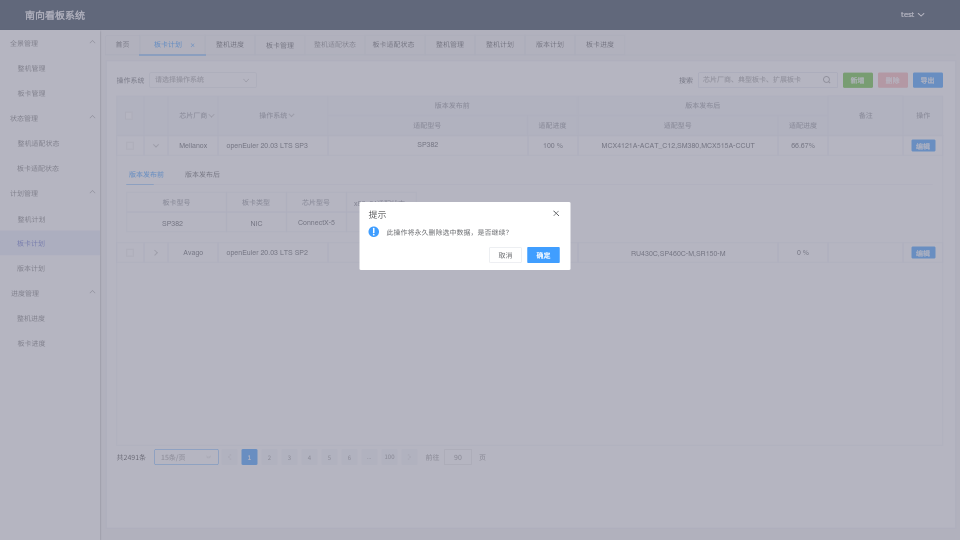 南向看板系统
test
全景管理
整机管理
板卡管理
状态管理
整机适配状态
板卡适配状态
计划管理
整机计划
板卡计划
版本计划
进度管理
整机进度
板卡进度
首页 板卡计划 × 整机进度 板卡管理 整机适配状态 板卡适配状态 整机管理 整机计划 版本计划 板卡进度
操作系统 请选择操作系统 搜索 芯片厂商、典型板卡、扩展板卡 新增 删除 导出
芯片厂商 操作系统 版本发布前 版本发布后 备注 操作
适配型号 适配进度 适配型号 适配进度
Mellanox openEuler 20.03 LTS SP3 SP382 100 % MCX4121A-ACAT_C12,SM380,MCX515A-CCUT 66.67% 编辑
版本发布前 版本发布后
板卡型号 板卡类型 芯片型号
SP382 NIC ConnectX-5
Avago openEuler 20.03 LTS SP2 RU430C,SP460C-M,SR150-M 0 % 编辑
提示
此操作将永久删除选中数据，是否继续?
取消 确定
共2491条 25条/页 1 2 3 4 5 6 ... 100 前往 50 页